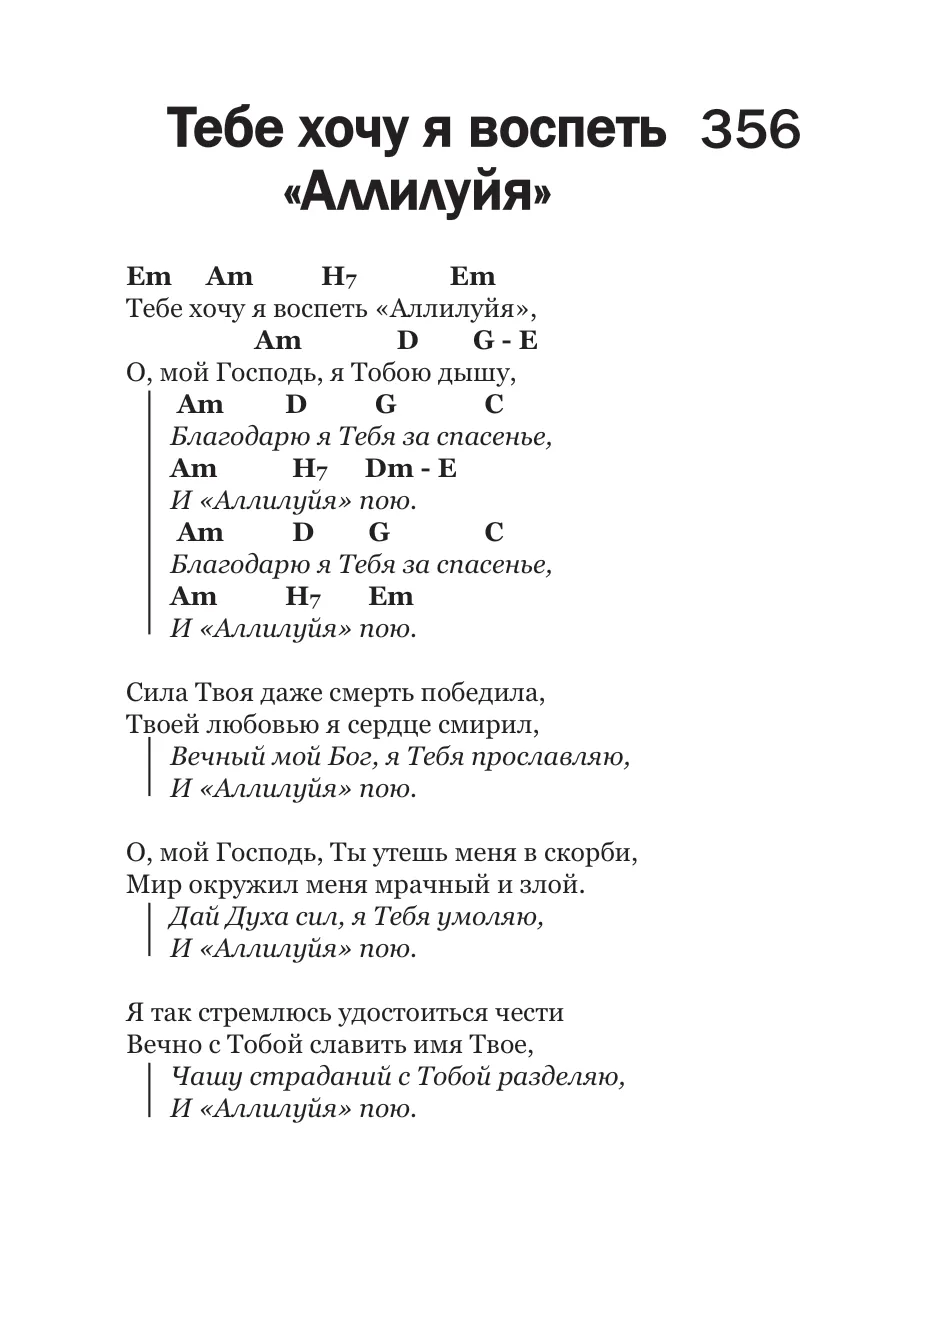 Тебе хочу я воспеть 356
«Аллилуйя»
Em Am H7 Em
Тебе хочу я воспеть «Аллилуйя»,
Am D G - E
О, мой Господь, я Тобою дышу,
Am D G C
Благодарю я Тебя за спасенье,
Am H7 Dm - E
И «Аллилуйя» пою.
Am D G C
Благодарю я Тебя за спасенье,
Am H7 Em
И «Аллилуйя» пою.
Сила Твоя даже смерть победила,
Твоей любовью я сердце смирил,
Вечный мой Бог, я Тебя прославляю,
И «Аллилуйя» пою.
О, мой Господь, Ты утешь меня в скорби,
Мир окружил меня мрачный и злой.
Дай Духа сил, я Тебя умоляю,
И «Аллилуйя» пою.
Я так стремлюсь удостоиться чести
Вечно с Тобой славить имя Твое,
Чашу страданий с Тобой разделяю,
И «Аллилуйя» пою.